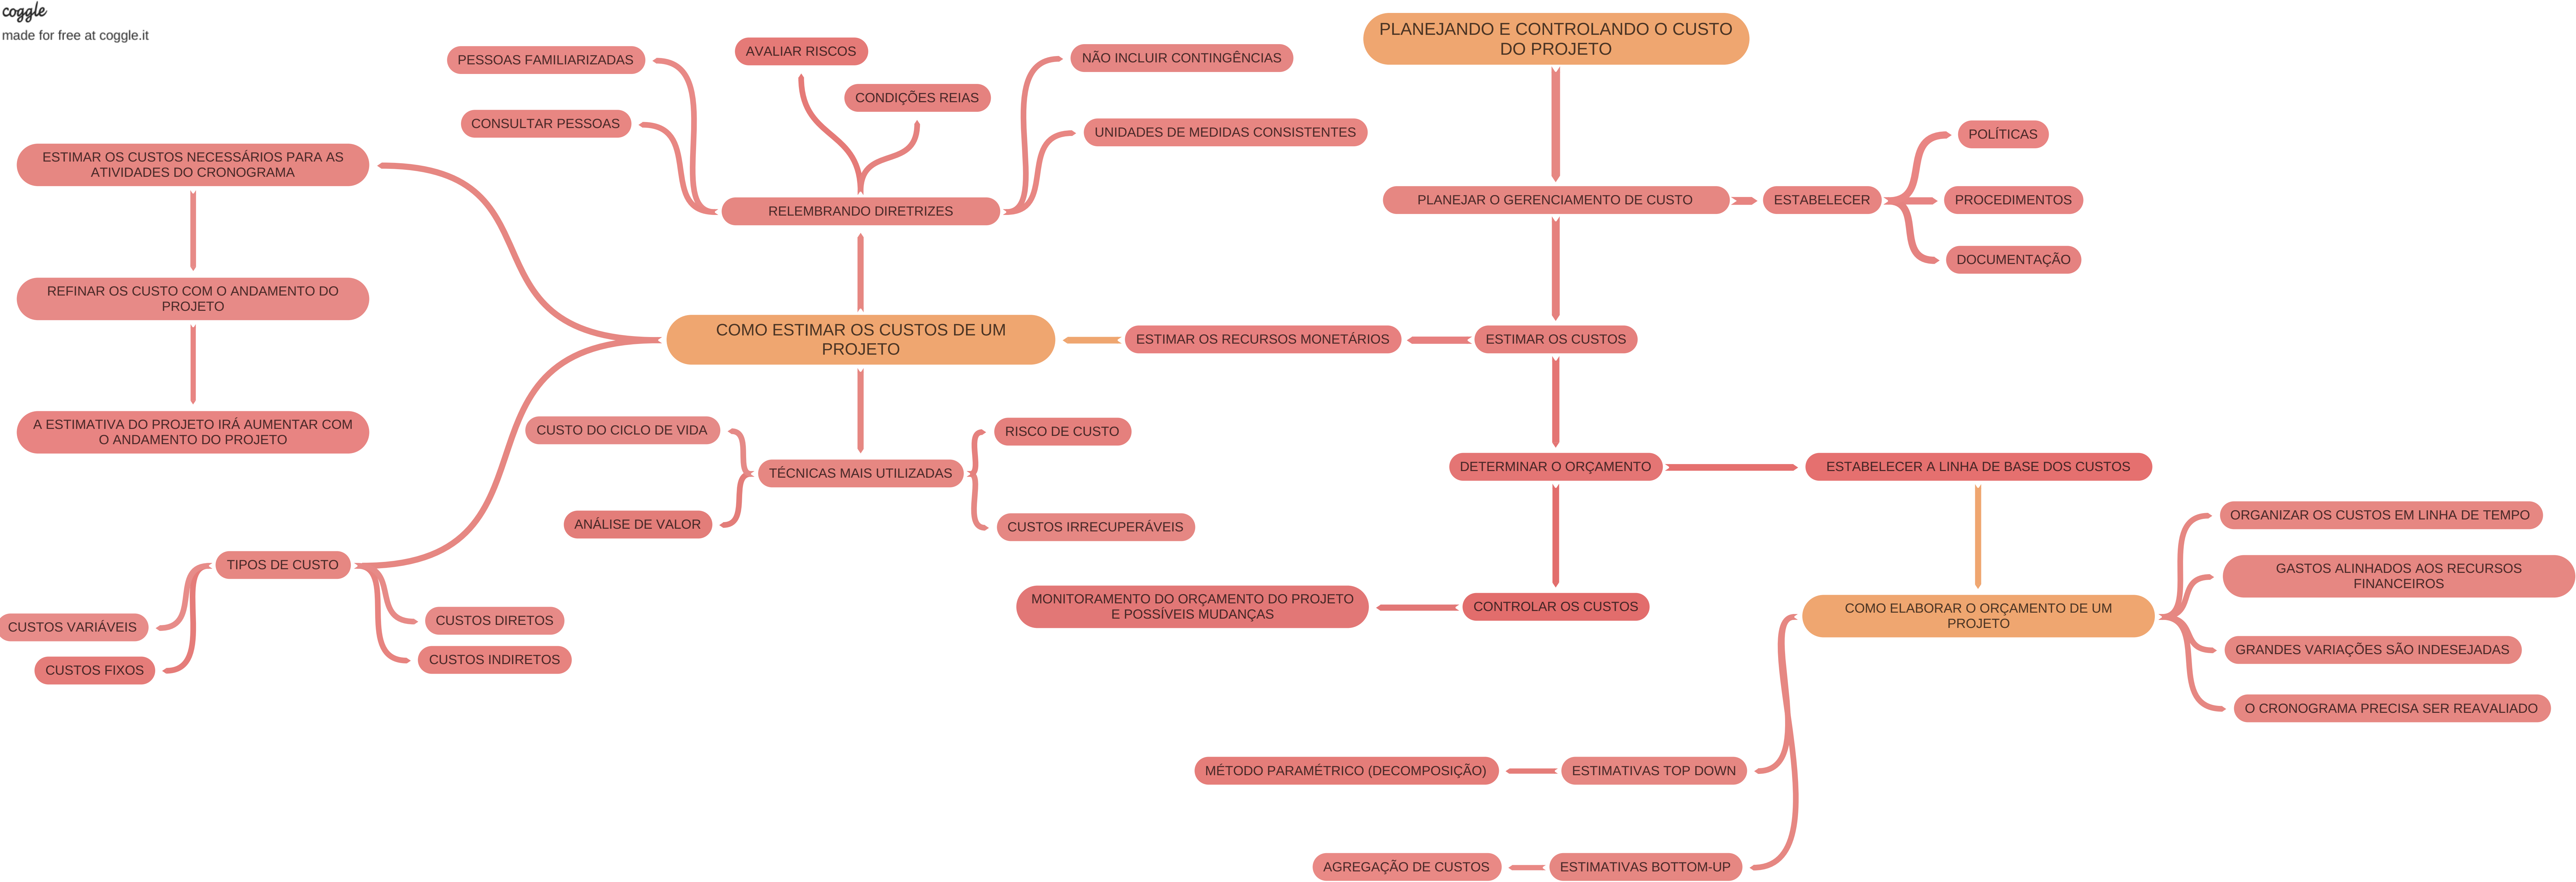 coggle
made for free at coggle.it
PLANEJANDO E CONTROLANDO O CUSTO
DO PROJETO
PLANEJAR O GERENCIAMENTO DE CUSTO
ESTABELECER
POLÍTICAS
PROCEDIMENTOS
DOCUMENTAÇÃO
ESTIMAR OS CUSTOS
ESTIMAR OS RECURSOS MONETÁRIOS
COMO ESTIMAR OS CUSTOS DE UM
PROJETO
RELEMBRANDO DIRETRIZES
PESSOAS FAMILIARIZADAS
CONSULTAR PESSOAS
AVALIAR RISCOS
CONDIÇÕES REIAS
NÃO INCLUIR CONTINGÊNCIAS
UNIDADES DE MEDIDAS CONSISTENTES
ESTIMAR OS CUSTOS NECESSÁRIOS PARA AS
ATIVIDADES DO CRONOGRAMA
REFINAR OS CUSTO COM O ANDAMENTO DO
PROJETO
A ESTIMATIVA DO PROJETO IRÁ AUMENTAR COM
O ANDAMENTO DO PROJETO
TÉCNICAS MAIS UTILIZADAS
CUSTO DO CICLO DE VIDA
ANÁLISE DE VALOR
RISCO DE CUSTO
CUSTOS IRRECUPERÁVEIS
TIPOS DE CUSTO
CUSTOS VARIÁVEIS
CUSTOS FIXOS
CUSTOS DIRETOS
CUSTOS INDIRETOS
DETERMINAR O ORÇAMENTO
ESTABELECER A LINHA DE BASE DOS CUSTOS
CONTROLAR OS CUSTOS
MONITORAMENTO DO ORÇAMENTO DO PROJETO
E POSSÍVEIS MUDANÇAS
COMO ELABORAR O ORÇAMENTO DE UM
PROJETO
ORGANIZAR OS CUSTOS EM LINHA DE TEMPO
GASTOS ALINHADOS AOS RECURSOS
FINANCEIROS
GRANDES VARIAÇÕES SÃO INDESEJADAS
O CRONOGRAMA PRECISA SER REAVALIADO
ESTIMATIVAS TOP DOWN
MÉTODO PARAMÉTRICO (DECOMPOSIÇÃO)
ESTIMATIVAS BOTTOM-UP
AGREGAÇÃO DE CUSTOS